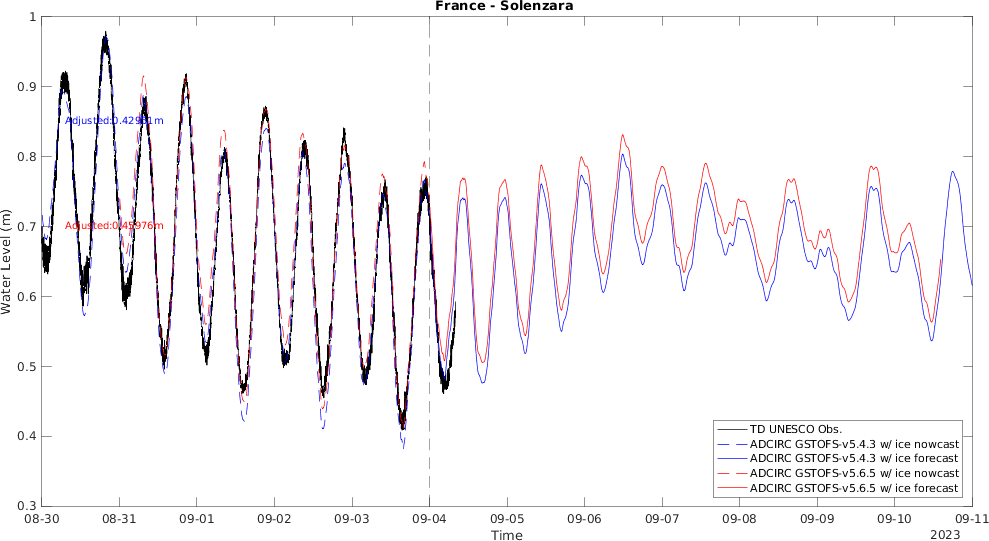 France - Solenzara
Water Level (m)
1
0.9
0.8
0.7
0.6
0.5
0.4
0.3
Adjusted:0.42981m
Adjusted:0.45976m
TD UNESCO Obs.
ADCIRC GSTOFS-v5.4.3 w/ ice nowcast
ADCIRC GSTOFS-v5.4.3 w/ ice forecast
ADCIRC GSTOFS-v5.6.5 w/ ice nowcast
ADCIRC GSTOFS-v5.6.5 w/ ice forecast
08-30 08-31 09-01 09-02 09-03 09-04 09-05 09-06 09-07 09-08 09-09 09-10 09-11
Time
2023